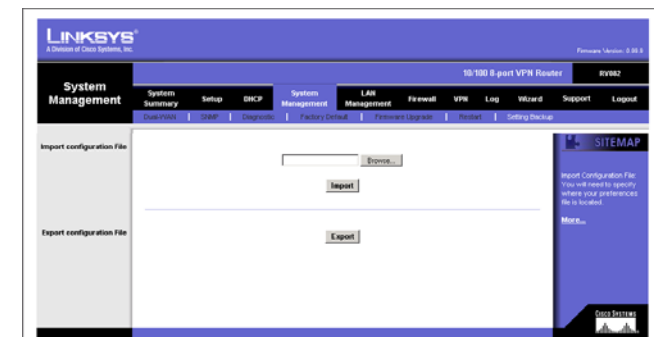 LINKSYS®
A Division of Cisco Systems, Inc.
Firmware Version: 0.99.9
10/100 8-port VPN Router RV082
System Management
System Summary Setup DHCP System Management LAN Management Firewall VPN Log Wizard Support Logout
Dual-WAN | SNMP | Diagnostic | Factory Default | Firmware Upgrade | Restart | Setting Backup
Import configuration File
Browse...
Import
Export configuration File
Export
SITEMAP
Import Configuration File:
You will need to specify
where your preferences
file is located.
More...
CISCO SYSTEMS